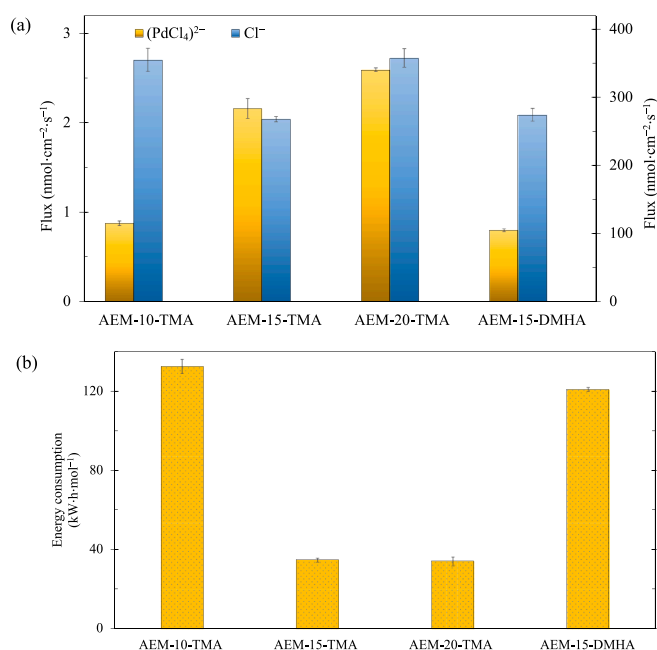 (a)
(PdCl₄)²⁻ Cl⁻
3
2
1
0
Flux (nmol·cm⁻²·s⁻¹)
400
300
200
100
0
Flux (nmol·cm⁻²·s⁻¹)
AEM-10-TMA AEM-15-TMA AEM-20-TMA AEM-15-DMHA
(b)
120
80
40
0
Energy consumption
(kW·h·mol⁻¹)
AEM-10-TMA AEM-15-TMA AEM-20-TMA AEM-15-DMHA